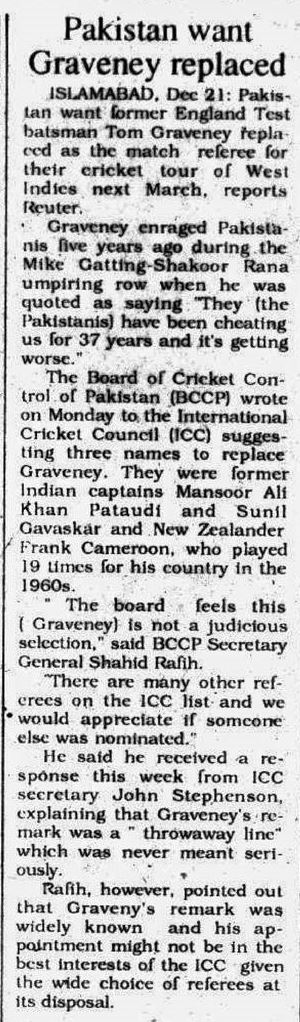 Pakistan want
Graveney replaced
ISLAMABAD, Dec 21: Pakis-
tan want former England Test
batsman Tom Graveney repla-
ced as the match referee for
their cricket tour of West
Indies next March, reports
Reuter.
Graveney enraged Pakista-
nis five years ago during the
Mike Gatting-Shakoor Rana
umpiring row when he was
quoted as saying "They (the
Pakistanis) have been cheating
us for 37 years and it's getting
worse."
The Board of Cricket Con-
trol of Pakistan (BCCP) wrote
on Monday to the International
Cricket Council (ICC) sugges-
ting three names to replace
Graveney. They were former
Indian captains Mansoor Ali
Khan Pataudi and Sunil
Gavaskar and New Zealander
Frank Cameroon, who played
19 times for his country in the
1960s.
" The board feels this
( Graveney) is not a judicious
selection," said BCCP Secretary
General Shahid Rafih.
"There are many other ref-
erees on the ICC list and we
would appreciate if someone
else was nominated."
He said he received a re-
sponse this week from ICC
secretary John Stephenson,
explaining that Graveney's re-
mark was a " throwaway line"
which was never meant seri-
ously.
Rafih, however, pointed out
that Graveny's remark was
widely known and his ap-
pointment might not be in the
best interests of the ICC given
the wide choice of referees at
its disposal.